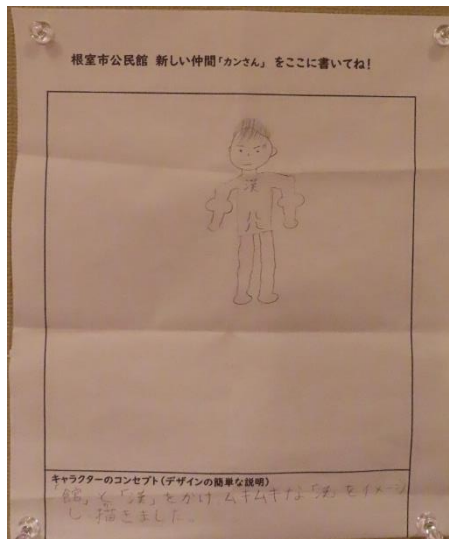 根室市公民館 新しい仲間「カンさん」 をここに書いてね！
漢
キャラクターのコンセプト（デザインの簡単な説明）
「館」と「漢」をかけ、ムキムキな「漢」をイメージ
し、描きました。